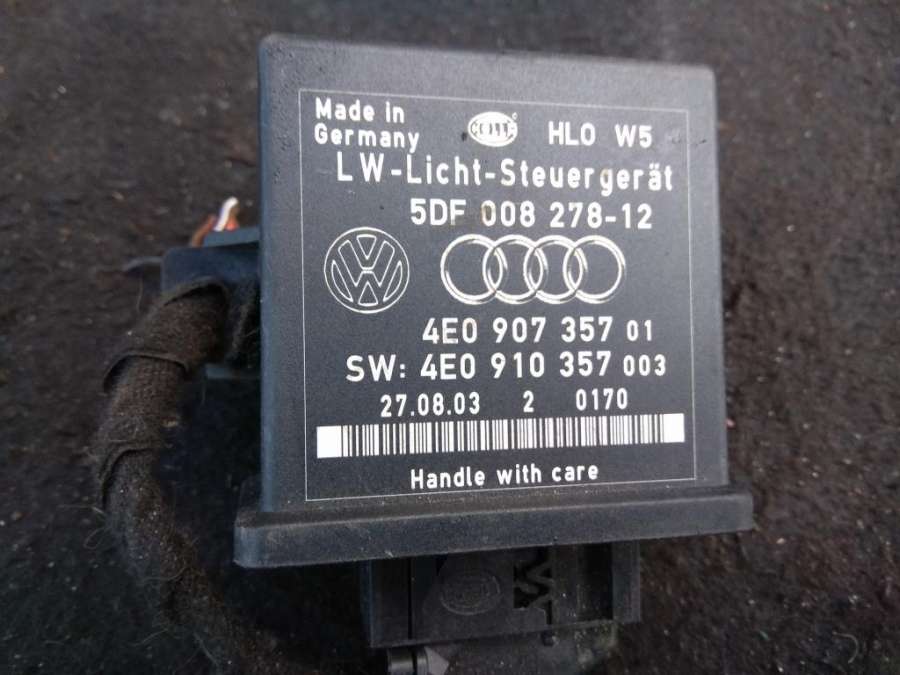 Made in
Germany
HLO W5
LW-Licht-Steuergerät
5DF 008 278-12
4E0 907 357 01
SW: 4E0 910 357 003
27.08.03 2 0170
Handle with care